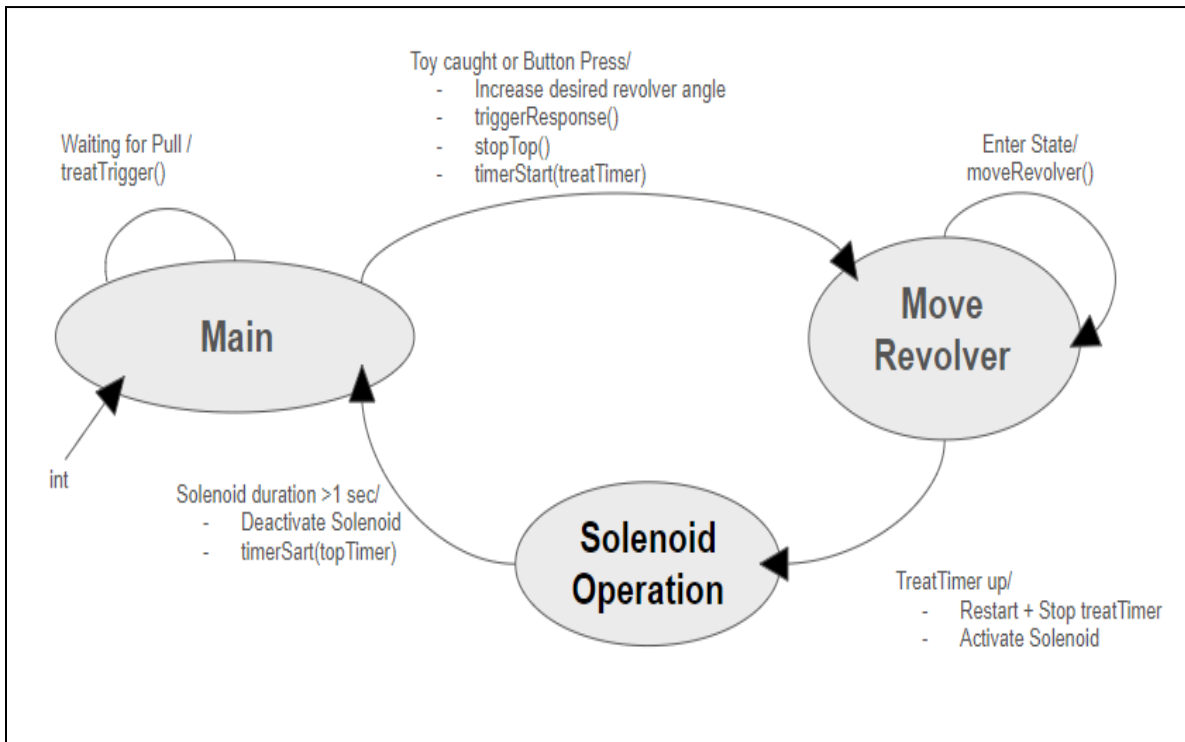 Toy caught or Button Press/
- Increase desired revolver angle
- triggerResponse()
- stopTop()
- timerStart(treatTimer)
Waiting for Pull /
treatTrigger()
Enter State/
moveRevolver()
Main
Move
Revolver
int
Solenoid duration >1 sec/
- Deactivate Solenoid
- timerSart(topTimer)
Solenoid
Operation
TreatTimer up/
- Restart + Stop treatTimer
- Activate Solenoid